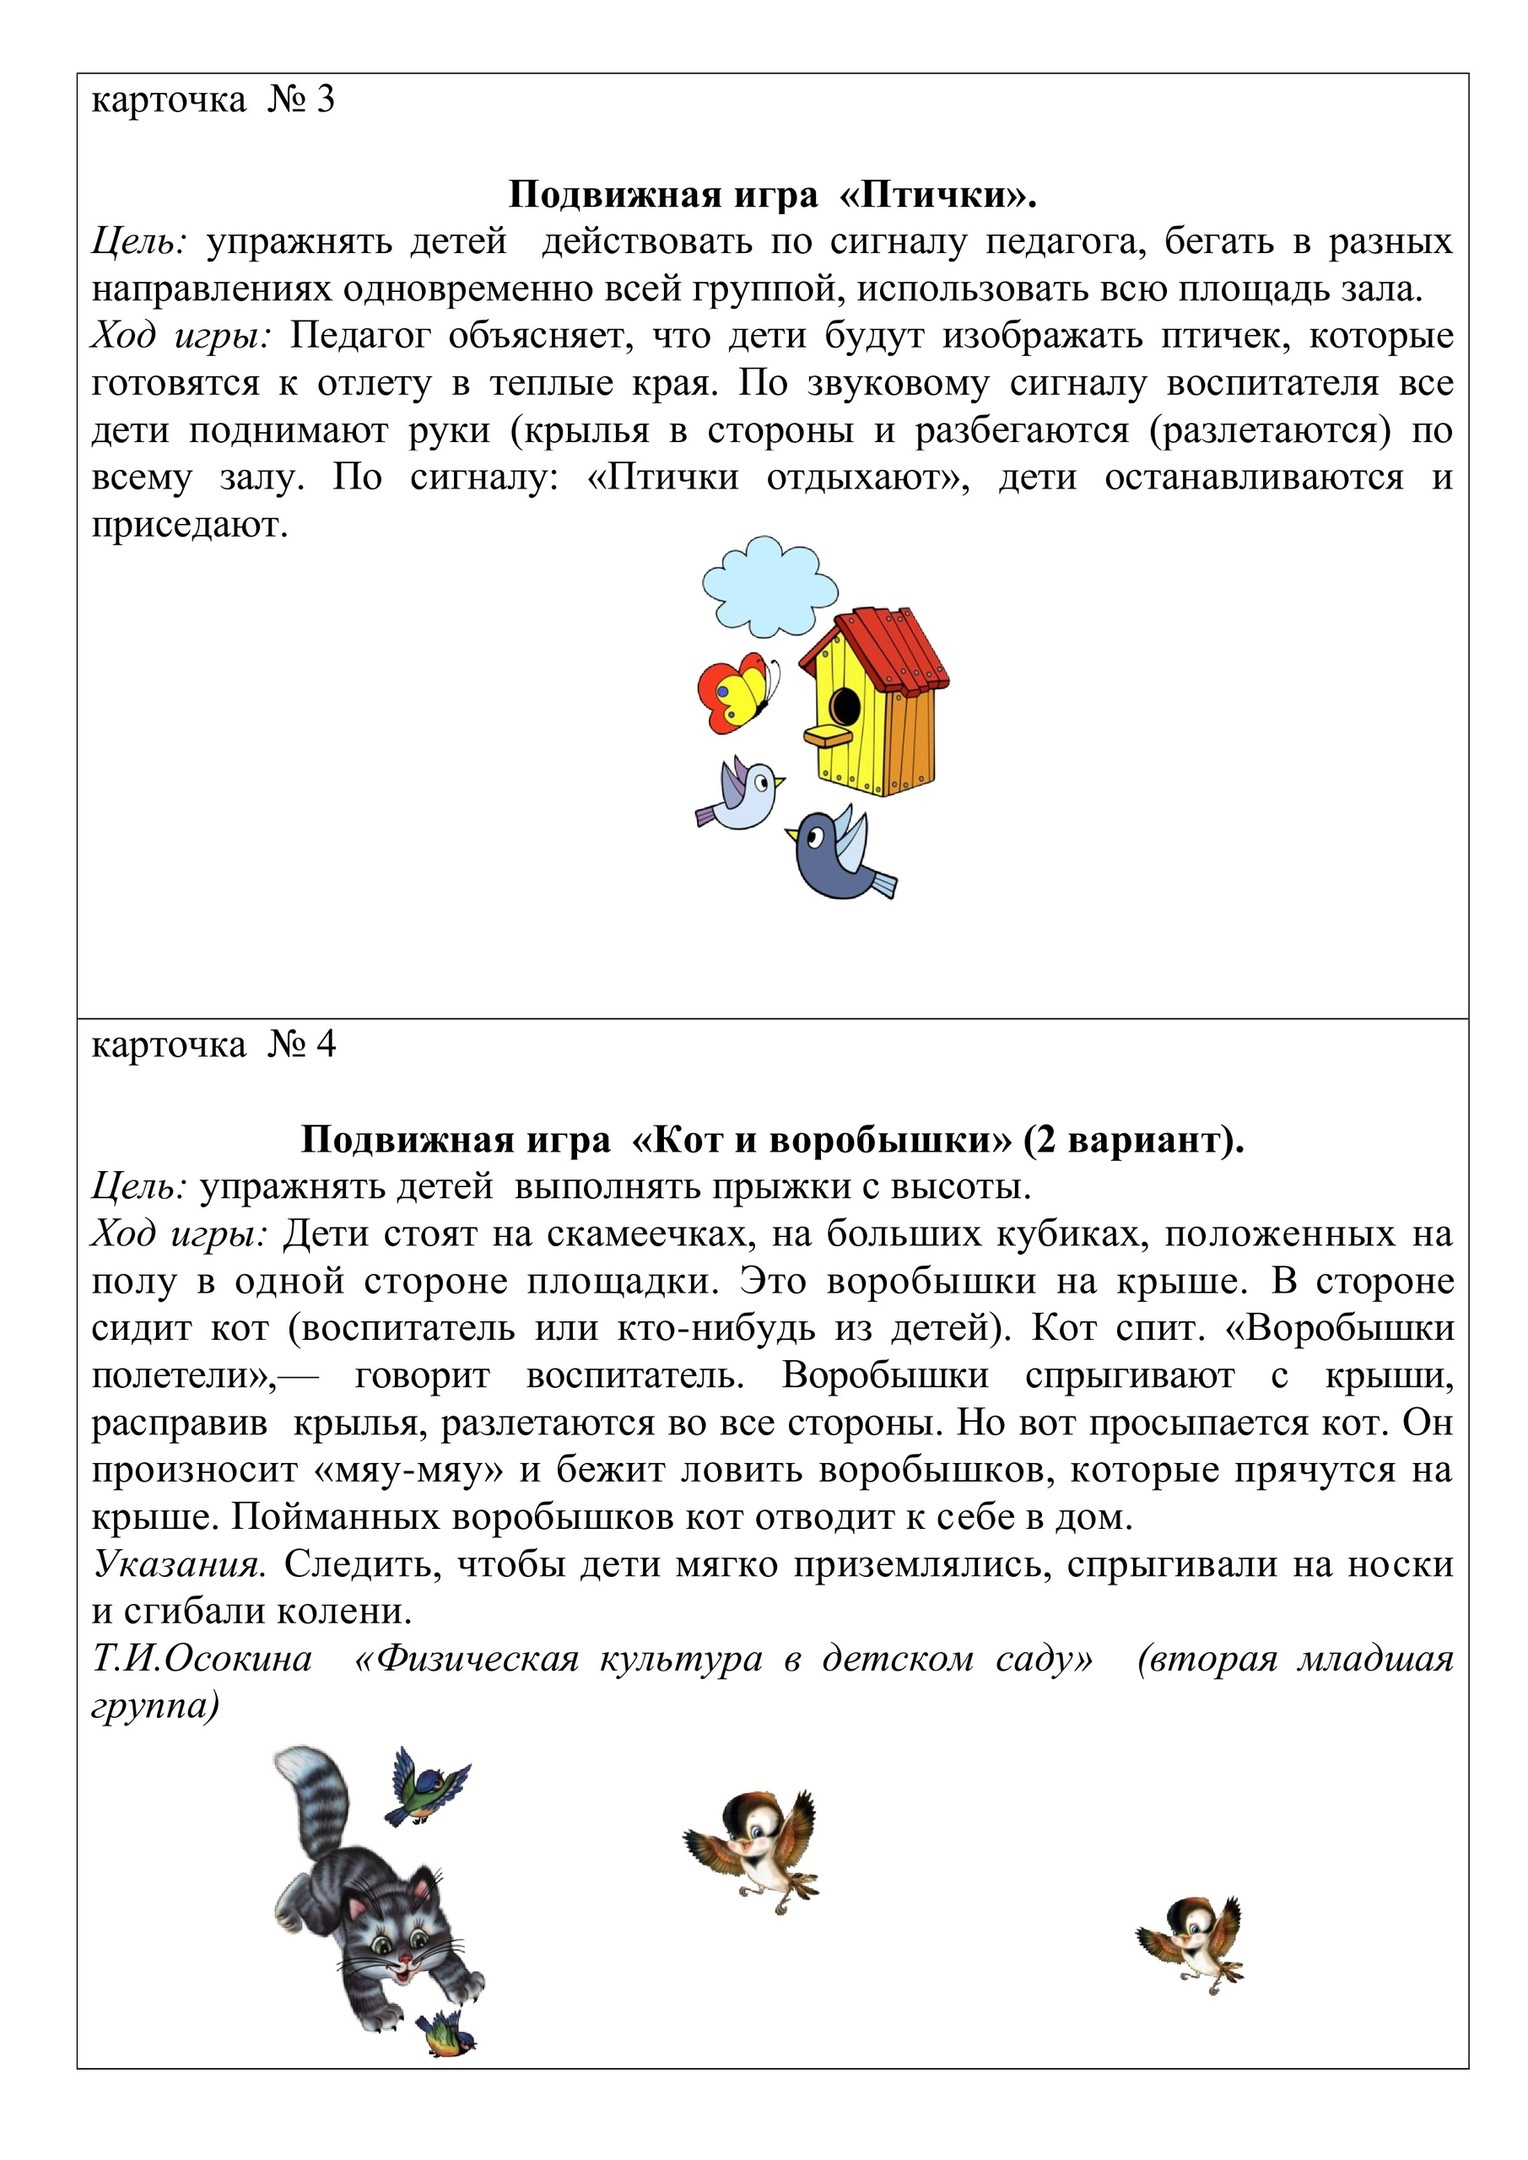 карточка № 3
Подвижная игра «Птички».
Цель: упражнять детей действовать по сигналу педагога, бегать в разных
направлениях одновременно всей группой, использовать всю площадь зала.
Ход игры: Педагог объясняет, что дети будут изображать птичек, которые
готовятся к отлету в теплые края. По звуковому сигналу воспитателя все
дети поднимают руки (крылья в стороны и разбегаются (разлетаются) по
всему залу. По сигналу: «Птички отдыхают», дети останавливаются и
приседают.
карточка № 4
Подвижная игра «Кот и воробышки» (2 вариант).
Цель: упражнять детей выполнять прыжки с высоты.
Ход игры: Дети стоят на скамеечках, на больших кубиках, положенных на
полу в одной стороне площадки. Это воробышки на крыше. В стороне
сидит кот (воспитатель или кто-нибудь из детей). Кот спит. «Воробышки
полетели»,— говорит воспитатель. Воробышки спрыгивают с крыши,
расправив крылья, разлетаются во все стороны. Но вот просыпается кот. Он
произносит «мяу-мяу» и бежит ловить воробышков, которые прячутся на
крыше. Пойманных воробышков кот отводит к себе в дом.
Указания. Следить, чтобы дети мягко приземлялись, спрыгивали на носки
и сгибали колени.
Т.И.Осокина «Физическая культура в детском саду» (вторая младшая
группа)